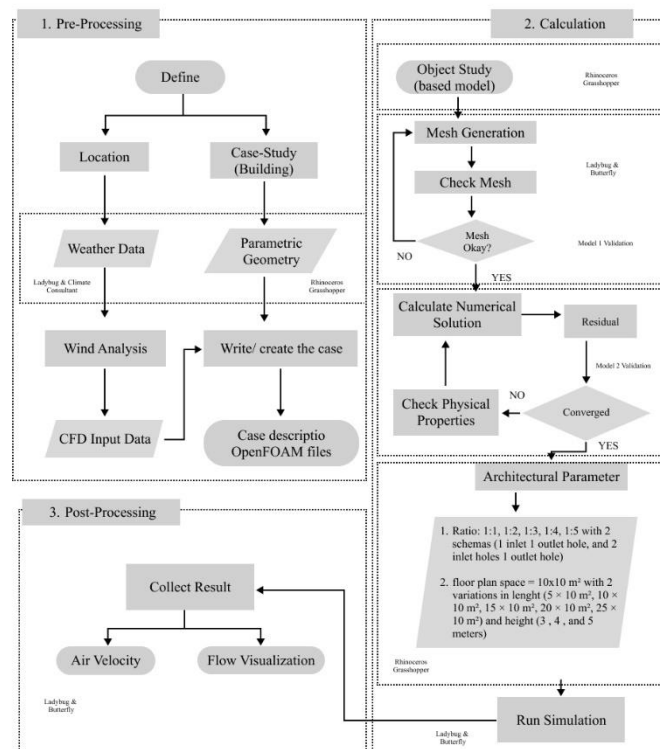 1. Pre-Processing
Define
Location
Case-Study
(Building)
Weather Data
Parametric
Geometry
Ladybug & Climate
Consultant
Rhinoceros
Grasshopper
Wind Analysis
Write/ create the case
CFD Input Data
Case descriptio
OpenFOAM files
2. Calculation
Object Study
(based model)
Rhinoceros
Grasshopper
Mesh Generation
Ladybug &
Butterfly
Check Mesh
Mesh
Okay?
Model 1 Validation
NO
YES
Calculate Numerical
Solution
Residual
Model 2 Validation
Check Physical
Properties
NO
Converged
YES
Architectural Parameter
1. Ratio: 1:1, 1:2, 1:3, 1:4, 1:5 with 2
schemas (1 inlet 1 outlet hole, and 2
inlet holes 1 outlet hole)
2. floor plan space = 10x10 m² with 2
variations in lenght (5 × 10 m², 10 ×
10 m², 15 × 10 m², 20 × 10 m², 25 ×
10 m²) and height (3 , 4 , and 5
meters)
Rhinoceros
Grasshopper
Run Simulation
Ladybug &
Butterfly
3. Post-Processing
Collect Result
Air Velocity
Flow Visualization
Ladybug &
Butterfly